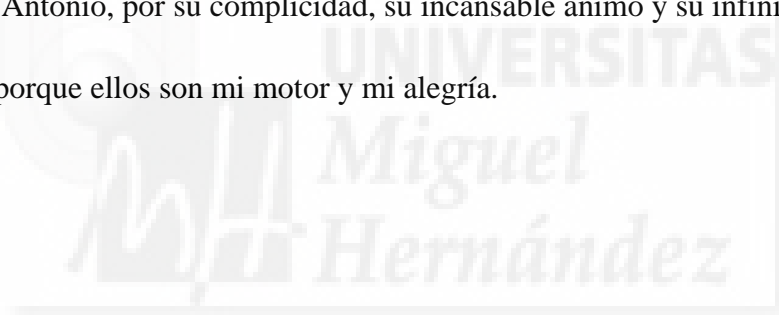 Antonio, por su complicidad, su incansable ánimo y su infini
UNIVERSITAS
porque ellos son mi motor y mi alegría.
Miguel
Hernández